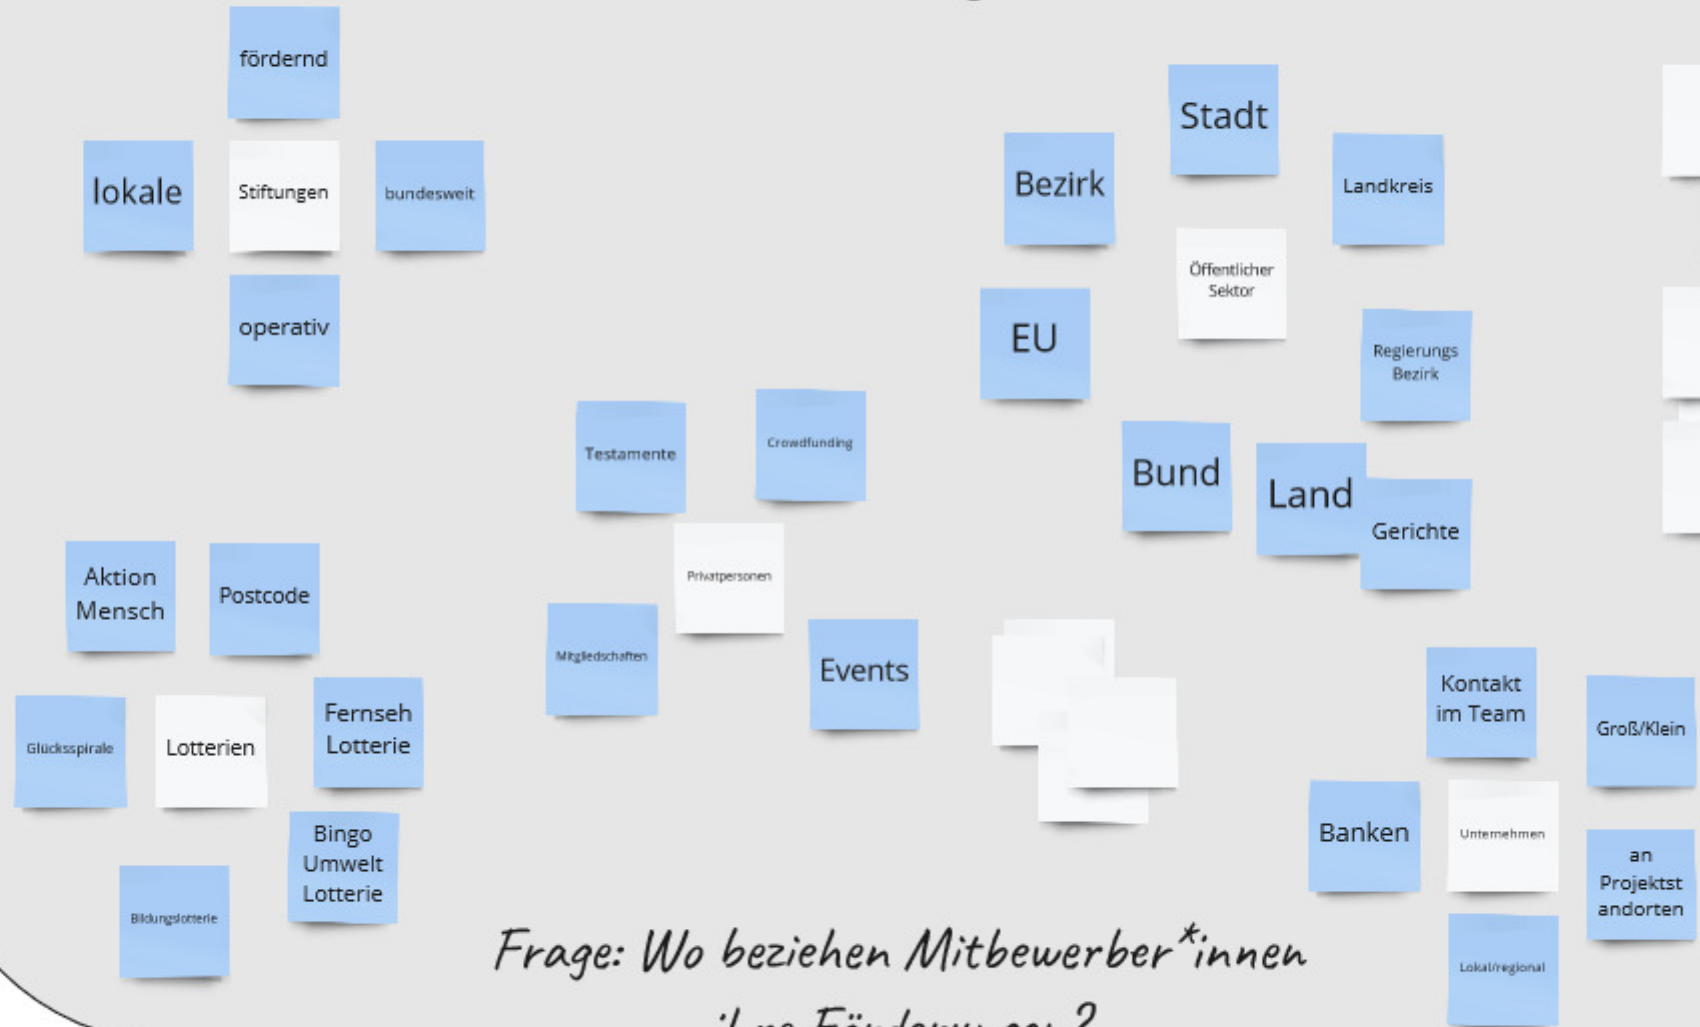 fördernd
lokale
Stiftungen
bundesweit
operativ
Stadt
Bezirk
Landkreis
Öffentlicher
Sektor
EU
Regierungs
Bezirk
Bund
Land
Gerichte
Testamente
Crowdfunding
Privatpersonen
Mitgliedschaften
Events
Aktion
Mensch
Postcode
Glücksspirale
Lotterien
Fernseh
Lotterie
Bingo
Umwelt
Lotterie
Bildungslotterie
Kontakt
im Team
Groß/Klein
Banken
Unternehmen
an
Projektst
andorten
Lokal/regional
Frage: Wo beziehen Mitbewerber*innen